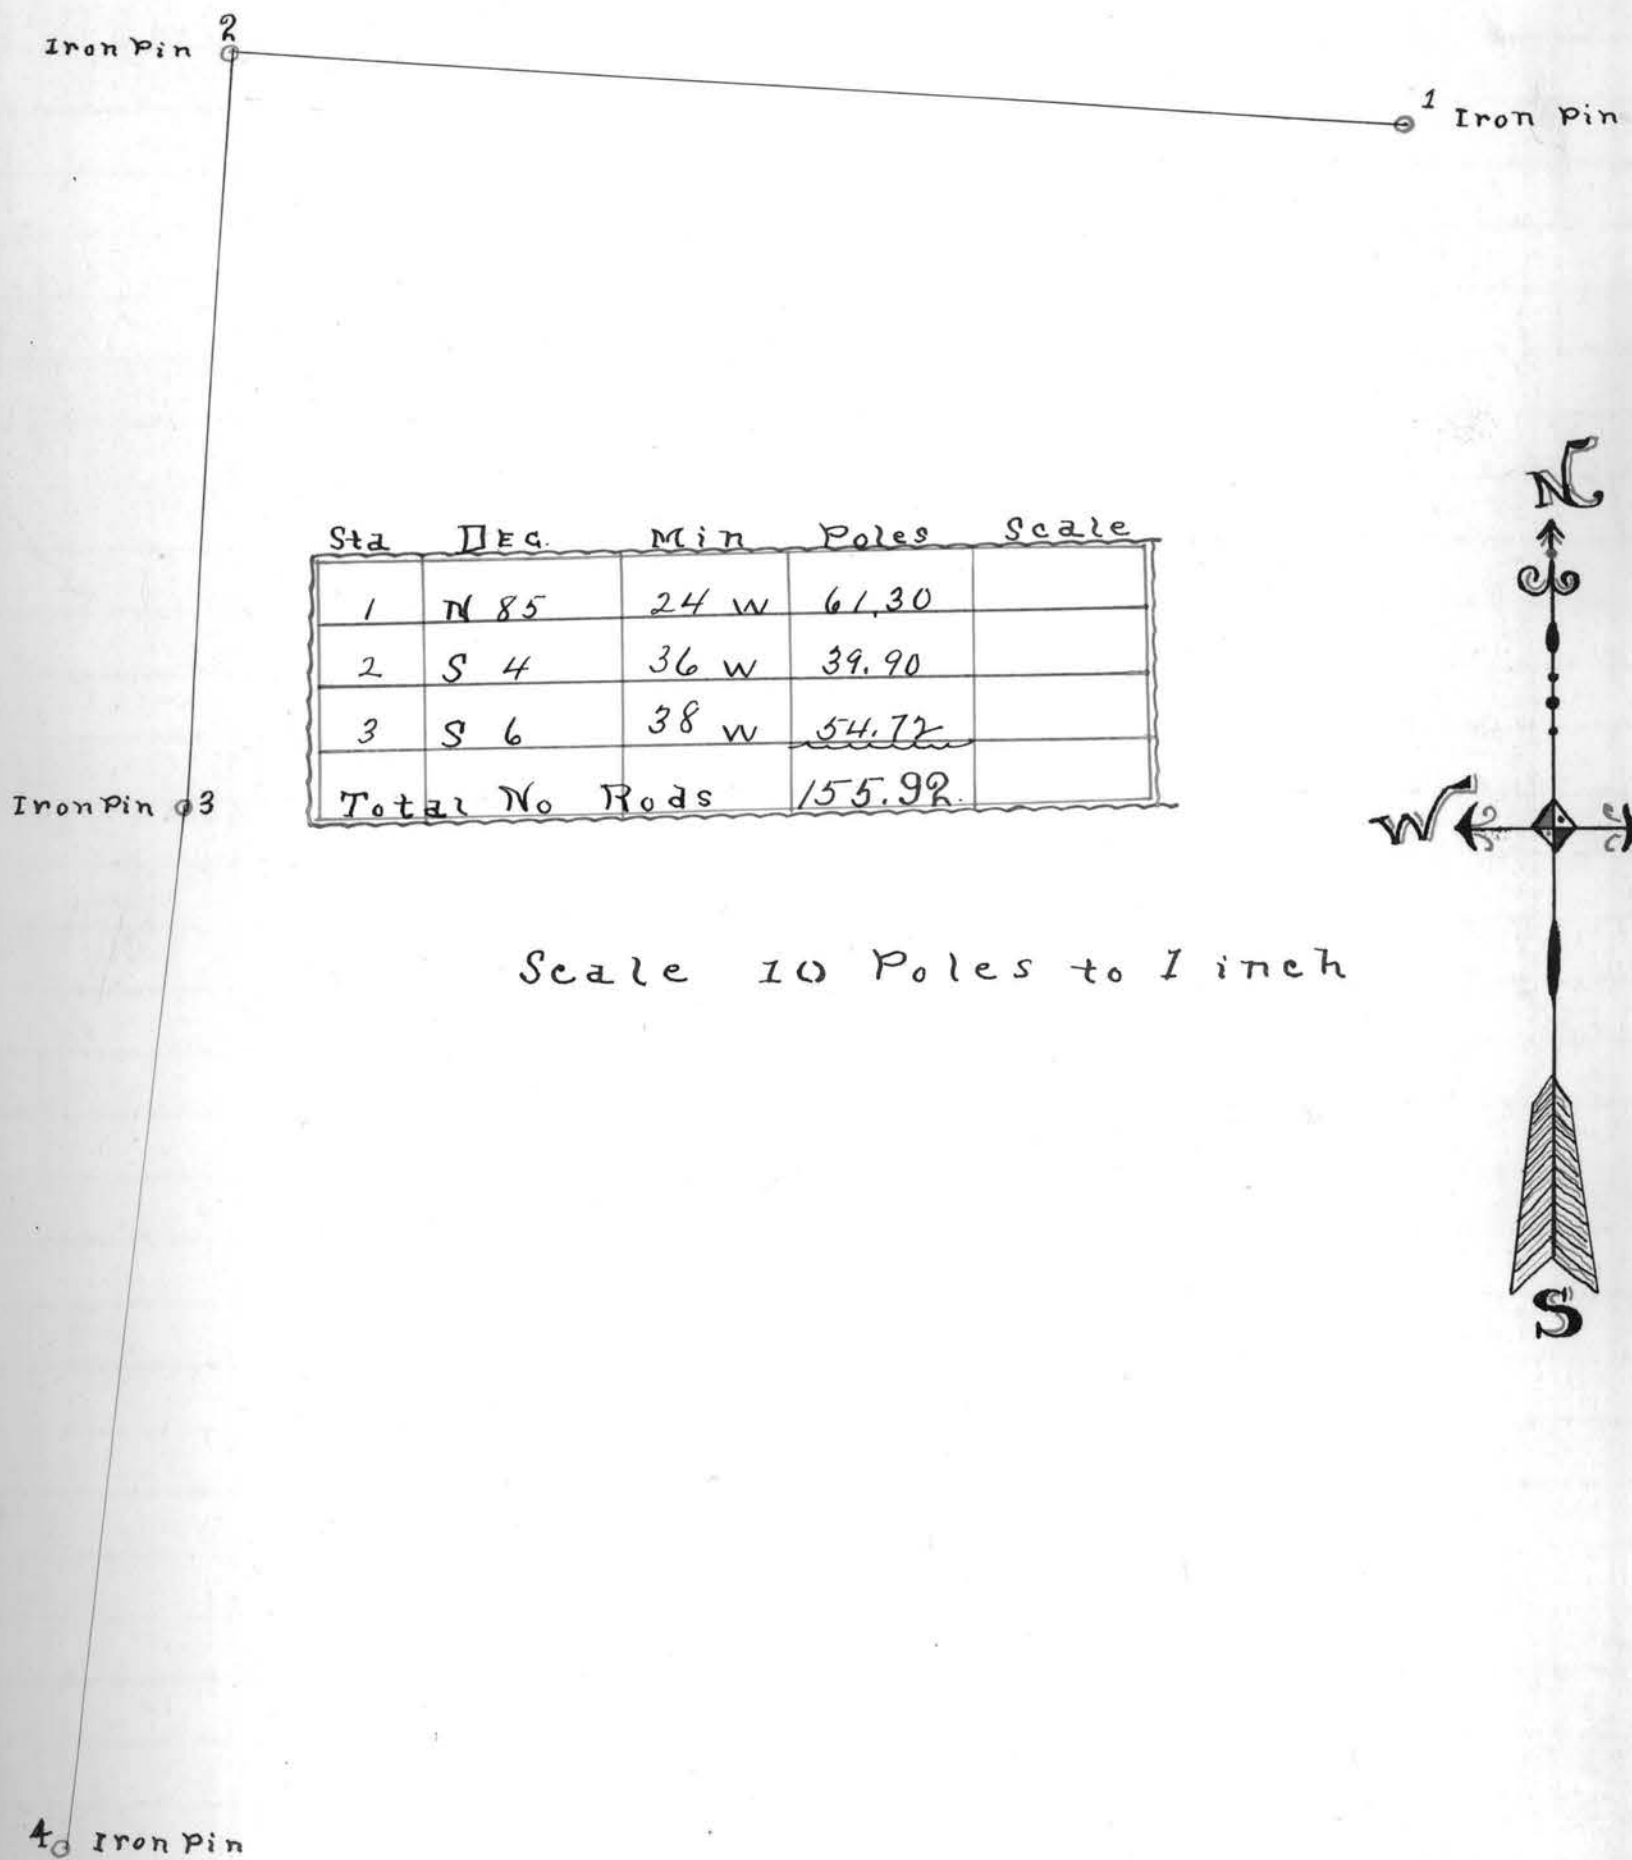 2
Iron Pin
1 Iron Pin
N
Sta DEG. Min Poles Scale
1 N 85 24 W 61.30
2 S 4 36 W 39.90
3 S 6 38 W 54.72
Total No Rods 155.92
Iron Pin 3
W
Scale 10 Poles to 1 inch
S
4 Iron Pin